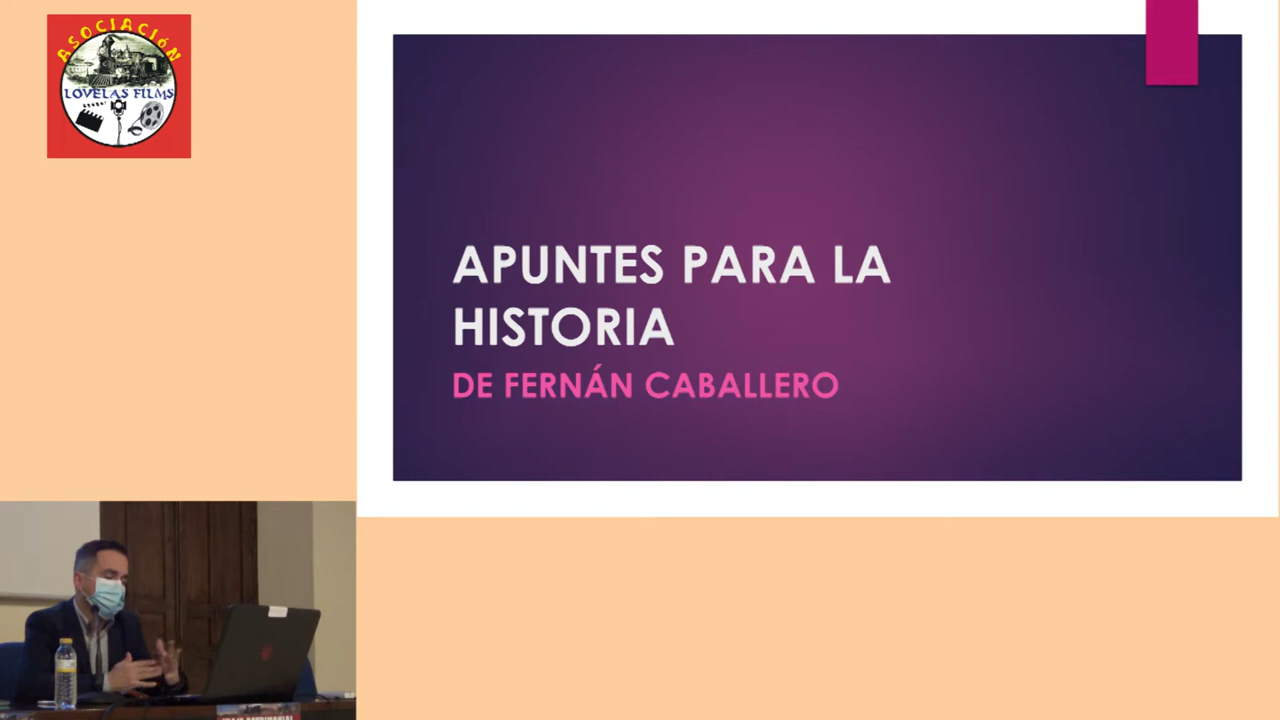 ASOCIACIÓN
LOVELAS FILMS
APUNTES PARA LA
HISTORIA
DE FERNÁN CABALLERO